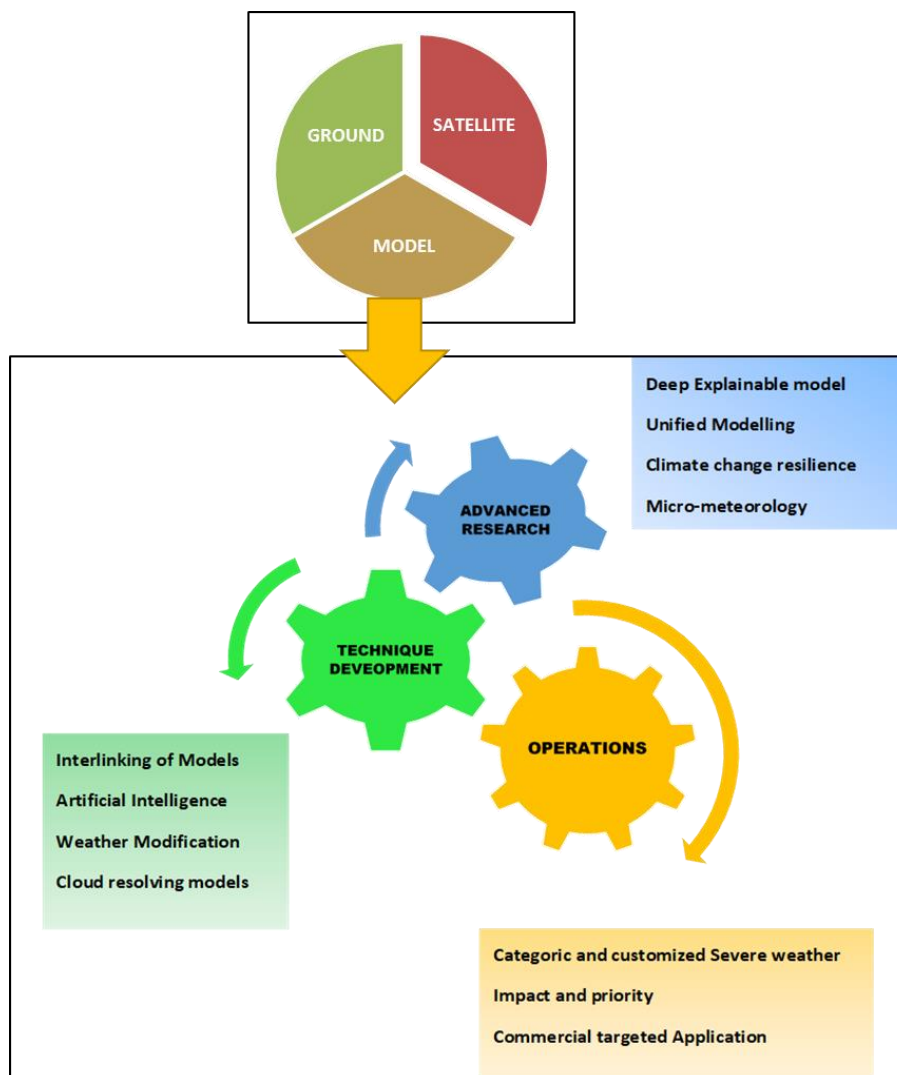 GROUND
SATELLITE
MODEL
Deep Explainable model
Unified Modelling
Climate change resilience
Micro-meteorology
ADVANCED
RESEARCH
TECHNIQUE
DEVEOPMENT
OPERATIONS
Interlinking of Models
Artificial Intelligence
Weather Modification
Cloud resolving models
Categoric and customized Severe weather
Impact and priority
Commercial targeted Application